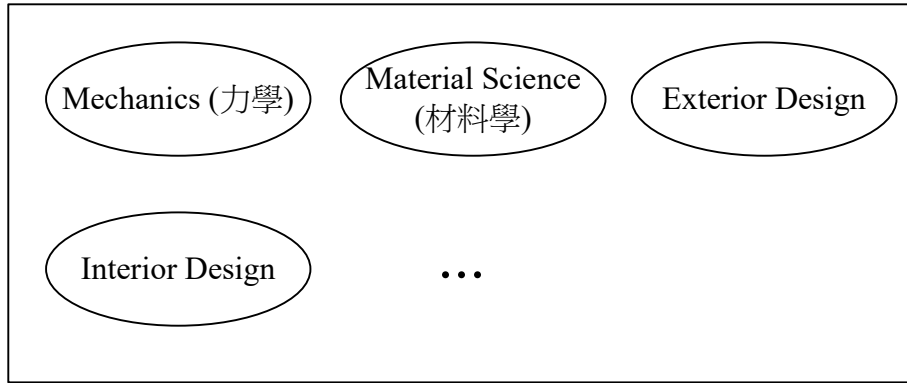 Mechanics (力學)
Material Science
(材料學)
Exterior Design
Interior Design
…